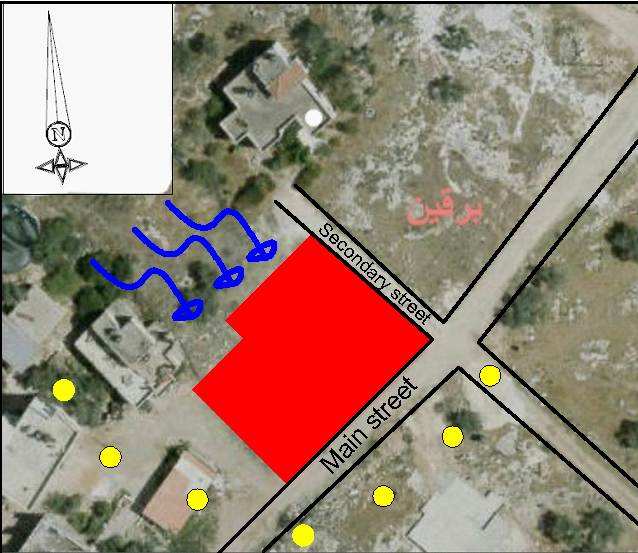 N
برقين
Secondary street
Main street